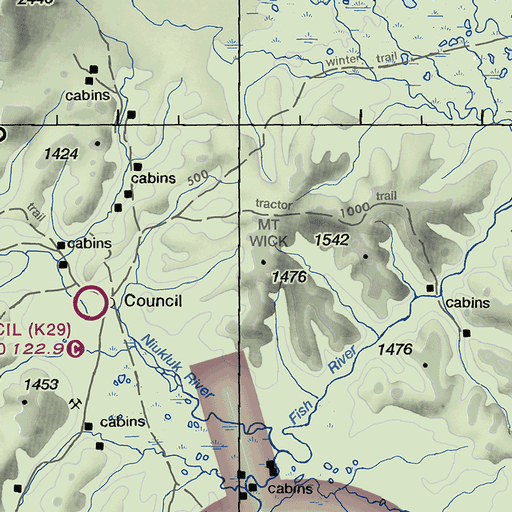 2440
winter trail
cabins
1424
cabins
500
tractor
1000
trail
trail
MT
WICK
1542
cabins
1476
Council
cabins
CIL (K29)
0 122.9 C
Niukluk River
River
1476
Fish
1453
cabins
cabins